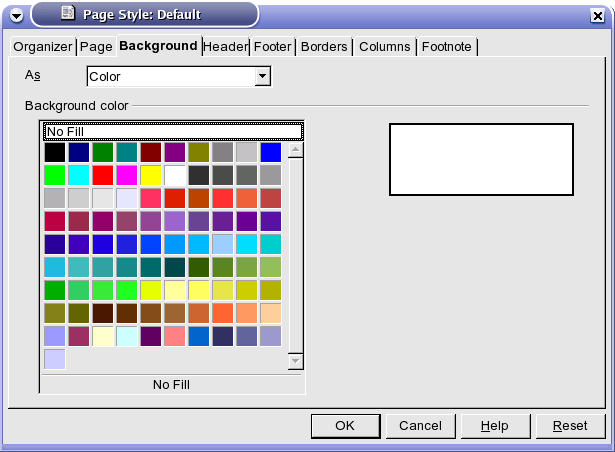 Page Style: Default
Organizer Page Background Header Footer Borders Columns Footnote
As Color
Background color
No Fill
No Fill
OK Cancel Help Reset